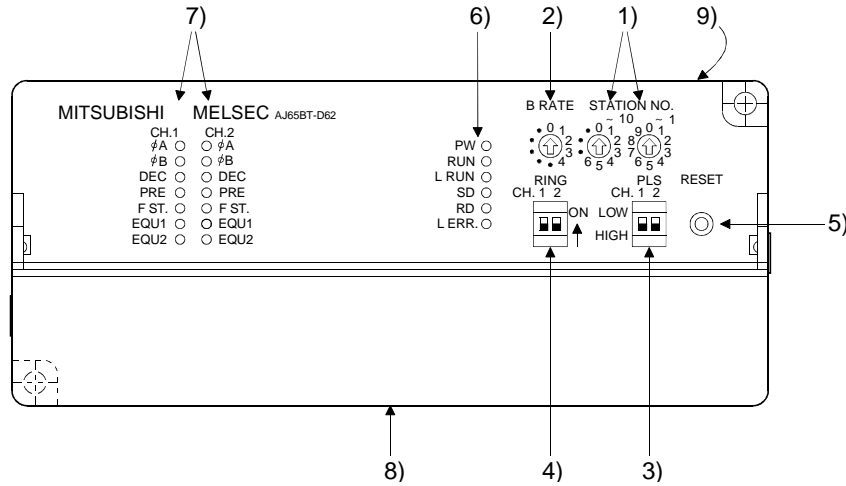 7) 6) 2) 1) 9)
MITSUBISHI MELSEC AJ65BT-D62
B RATE STATION NO.
~ 10 ~ 1
0 1 2 3 4
0 1 2 3 4 5 6
0 1 2 3 4 5 6 7 8 9
CH.1 CH.2
φA φA
φB φB
DEC DEC
PRE PRE
F ST. F ST.
EQU1 EQU1
EQU2 EQU2
PW
RUN
L RUN
SD
RD
L ERR.
RING PLS RESET
CH. 1 2 CH. 1 2
ON LOW
HIGH
5)
8) 4) 3)